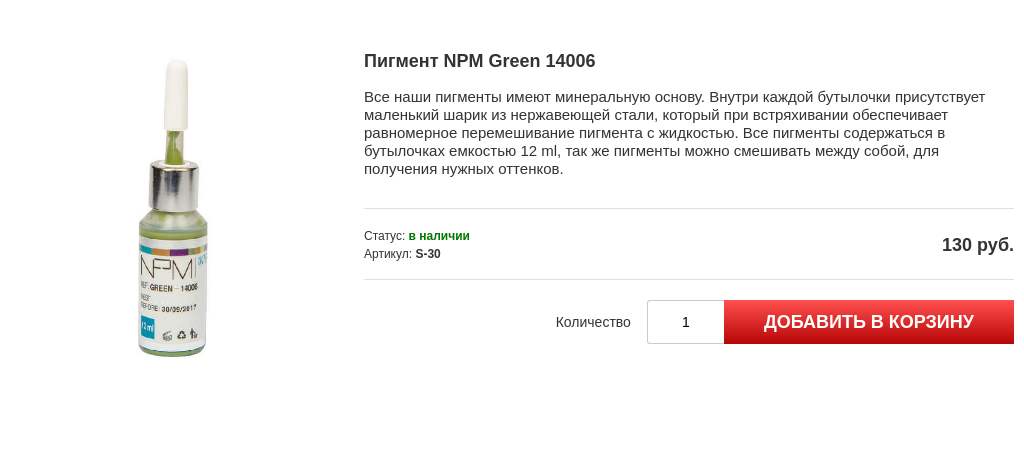 Пигмент NPM Green 14006
Все наши пигменты имеют минеральную основу. Внутри каждой бутылочки присутствует
маленький шарик из нержавеющей стали, который при встряхивании обеспечивает
равномерное перемешивание пигмента с жидкостью. Все пигменты содержаться в
бутылочках емкостью 12 ml, так же пигменты можно смешивать между собой, для
получения нужных оттенков.
Статус: в наличии
Артикул: S-30
130 руб.
Количество 1 ДОБАВИТЬ В КОРЗИНУ
NPM
REF: GREEN - 14006
BEST
BEFORE: 30/09/2017
12 ml